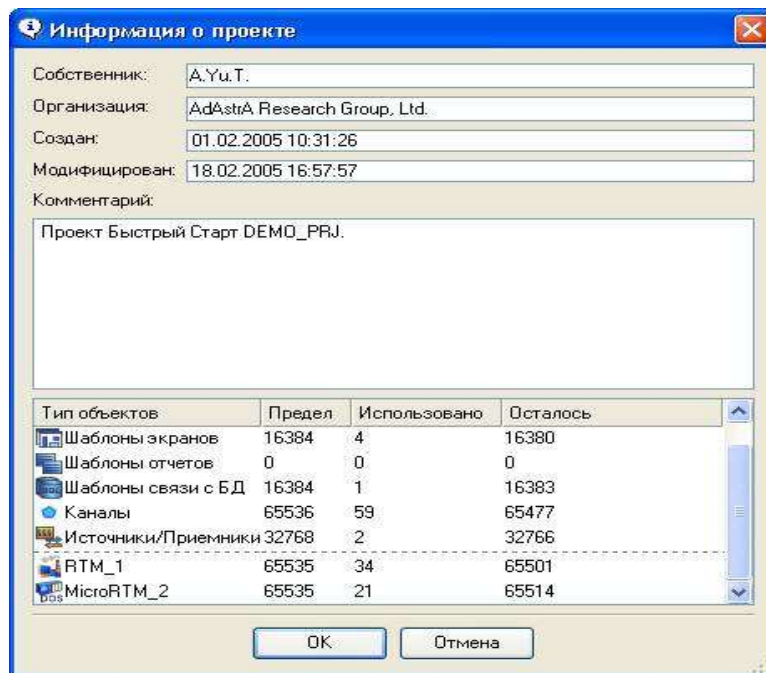 Информация о проекте
Собственник: A.Yu.T.
Организация: AdAstrA Research Group, Ltd.
Создан: 01.02.2005 10:31:26
Модифицирован: 18.02.2005 16:57:57
Комментарий:
Проект Быстрый Старт DEMO_PRJ.
Тип объектов Предел Использовано Осталось
Шаблоны экранов 16384 4 16380
Шаблоны отчетов 0 0 0
Шаблоны связи с БД 16384 1 16383
Каналы 65536 59 65477
Источники/Приемники 32768 2 32766
RTM_1 65535 34 65501
DOS MicroRTM_2 65535 21 65514
OK Отмена